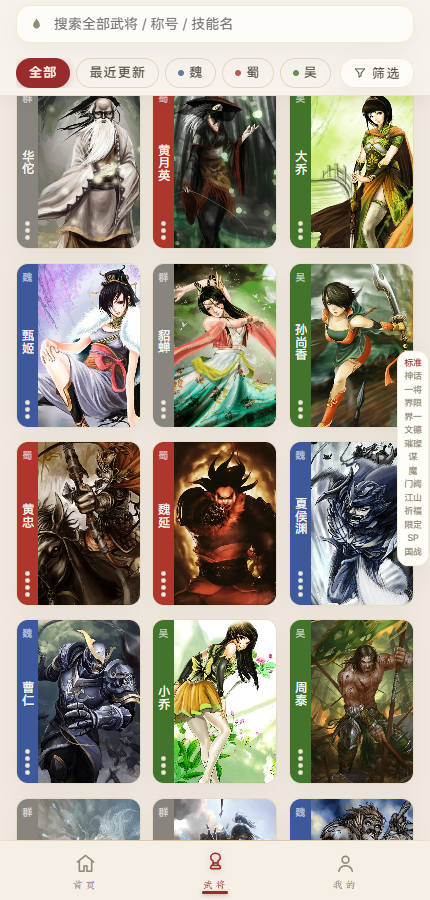 搜索全部武将 / 称号 / 技能名
全部
最近更新
魏
蜀
吴
筛选
群
华佗
蜀
黄月英
吴
大乔
魏
甄姬
群
貂蝉
吴
孙尚香
蜀
黄忠
蜀
魏延
魏
夏侯渊
魏
曹仁
吴
小乔
吴
周泰
群
群
魏
标准
神话
一将
界限
界一
文德
璀璨
谋
魔
门阀
江山
祈福
限定
SP
国战
首页
武将
我的